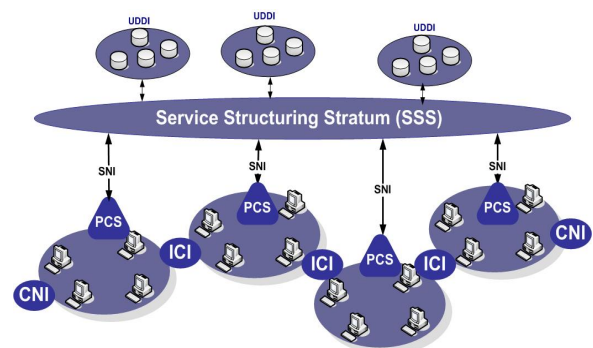 UDDI
UDDI
UDDI
Service Structuring Stratum (SSS)
SNI
SNI
SNI
SNI
PCS
PCS
PCS
PCS
ICI
ICI
ICI
CNI
CNI